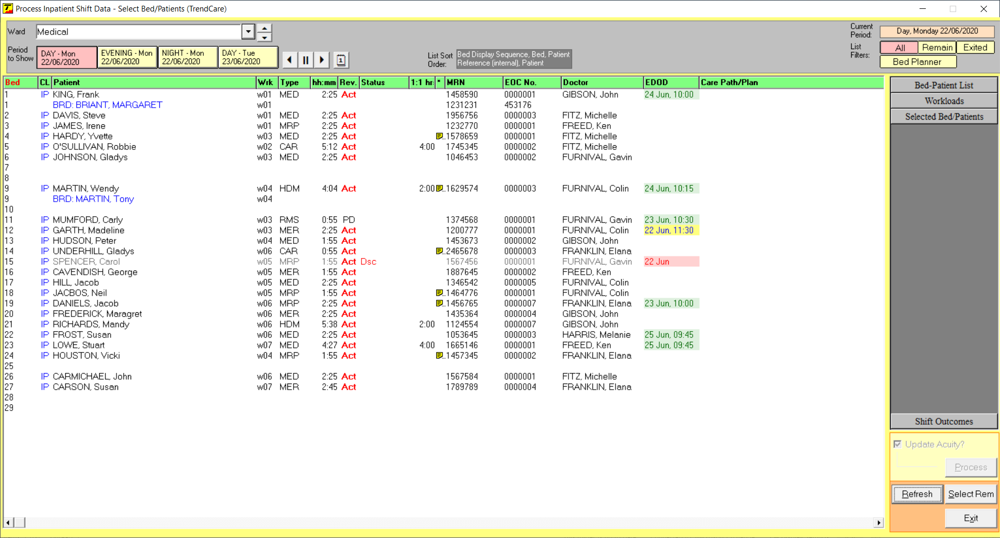 Process Inpatient Shift Data - Select Bed/Patients (TrendCare)
Ward Medical
Period to Show
DAY - Mon 22/06/2020
EVENING - Mon 22/06/2020
NIGHT - Mon 22/06/2020
DAY - Tue 23/06/2020
1
List Sort Order:
Bed Display Sequence, Bed, Patient
Reference (internal), Patient
Current Period: Day, Monday 22/06/2020
List Filters: All Remain Exited
Bed Planner
Bed CL Patient Wrk Type hh:mm Rev. Status 1:1 hr: * MRN EOC No. Doctor EDOD Care Path/Plan
1 IP KING, Frank w01 MED 2:25 Act 1458590 0000001 GIBSON, John 24 Jun, 10:00
1 BRD: BRIANT, MARGARET w01 1231231 453176
2 IP DAVIS, Steve w01 MED 2:25 Act 1956756 0000003 FITZ, Michelle
3 IP JAMES, Irene w01 MRP 2:25 Act 1232770 0000001 FREED, Ken
4 IP HARDY, Yvette w03 MED 2:25 Act ..1578659 0000001 FITZ, Michelle
5 IP O'SULLIVAN, Robbie w02 CAR 5:12 Act 4:00 1745345 0000002 FITZ, Michelle
6 IP JOHNSON, Gladys w03 MED 2:25 Act 1046453 0000002 FURNIVAL, Gavin
7
8
9 IP MARTIN, Wendy w04 HDM 4:04 Act 2:00 ..1629574 0000003 FURNIVAL, Colin 24 Jun, 10:15
9 BRD: MARTIN, Tony w04
10
11 IP MUMFORD, Carly w03 RMS 0:55 PD 1374568 0000001 FURNIVAL, Gavin 23 Jun, 10:30
12 IP GARTH, Madeline w03 MER 2:25 Act 1200777 0000001 FURNIVAL, Colin 22 Jun, 11:30
13 IP HUDSON, Peter w04 MED 1:55 Act 1453673 0000002 GIBSON, John
14 IP UNDERHILL, Gladys w06 CAR 0:55 Act ..2465678 0000003 FRANKLIN, Elana
15 IP SPENCER, Carol w05 MRP 1:55 Act Dsc 1567456 0000001 FURNIVAL, Gavin 22 Jun
16 IP CAVENDISH, George w05 MER 1:55 Act 1887645 0000002 FREED, Ken
17 IP HILL, Jacob w05 MED 2:25 Act 1346542 0000005 FURNIVAL, Colin
18 IP JACBOS, Neil w05 MRP 1:55 Act ..1464776 0000001 FURNIVAL, Colin
19 IP DANIELS, Jacob w06 MRP 2:25 Act ..1456765 0000007 FRANKLIN, Elana 23 Jun, 10:00
20 IP FREDERICK, Maragret w06 MER 2:25 Act 1435364 0000004 GIBSON, John
21 IP RICHARDS, Mandy w06 HDM 5:38 Act 2:00 1124554 0000007 GIBSON, John
22 IP FROST, Susan w06 MED 2:25 Act 1053645 0000003 HARRIS, Melanie 25 Jun, 09:45
23 IP LOWE, Stuart w07 MED 4:27 Act 4:00 1665146 0000001 FREED, Ken 25 Jun, 09:45
24 IP HOUSTON, Vicki w04 MRP 1:55 Act ..1457345 0000002 FRANKLIN, Elana
25
26 IP CARMICHAEL, John w06 MED 2:25 Act 1567584 0000001 FITZ, Michelle
27 IP CARSON, Susan w07 MER 2:45 Act 1789789 0000004 FRANKLIN, Elana
28
29
Bed-Patient List
Workloads
Selected Bed/Patients
Shift Outcomes
Update Acuity?
Process
Refresh Select Rem
Exit